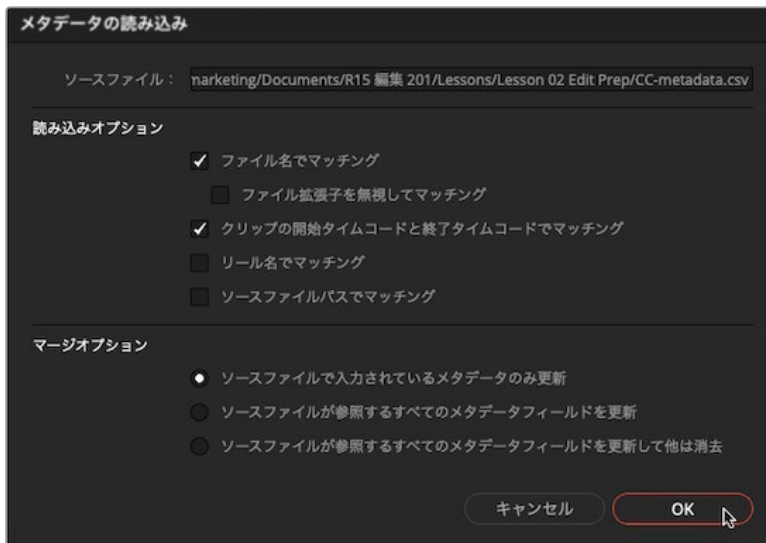 メタデータの読み込み
ソースファイル： marketing/Documents/R15 編集 201/Lessons/Lesson 02 Edit Prep/CC-metadata.csv
読み込みオプション
ファイル名でマッチング
ファイル拡張子を無視してマッチング
クリップの開始タイムコードと終了タイムコードでマッチング
リール名でマッチング
ソースファイルパスでマッチング
マージオプション
ソースファイルで入力されているメタデータのみ更新
ソースファイルが参照するすべてのメタデータフィールドを更新
ソースファイルが参照するすべてのメタデータフィールドを更新して他は消去
キャンセル OK